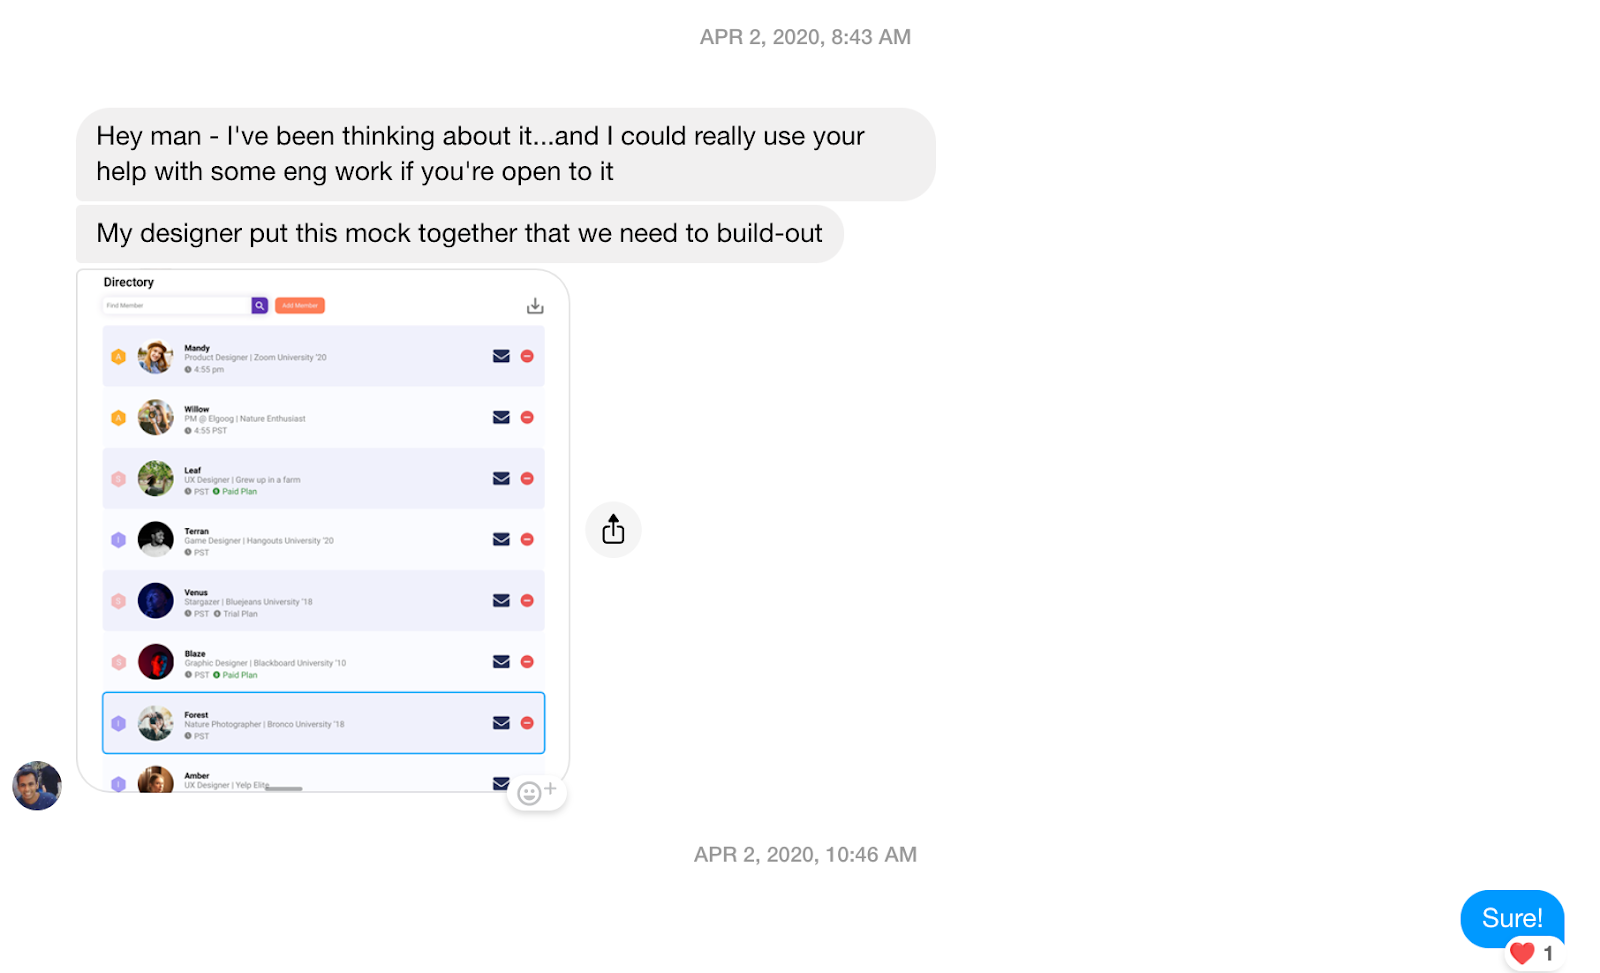 APR 2, 2020, 8:43 AM
Hey man - I've been thinking about it...and I could really use your
help with some eng work if you're open to it
My designer put this mock together that we need to build-out
Directory
Find Member
Add Member
A
Mandy
Product Designer | Zoom University '20
4:55 pm
A
Willow
PM @ Elgoog | Nature Enthusiast
4:55 PST
S
Leaf
UX Designer | Grew up in a farm
PST Paid Plan
I
Terran
Game Designer | Hangouts University '20
PST
S
Venus
Stargazer | Bluejeans University '18
PST Trial Plan
S
Blaze
Graphic Designer | Blackboard University '10
PST Paid Plan
I
Forest
Nature Photographer | Bronco University '18
PST
I
Amber
UX Designer | Yelp Elite
APR 2, 2020, 10:46 AM
Sure!
1